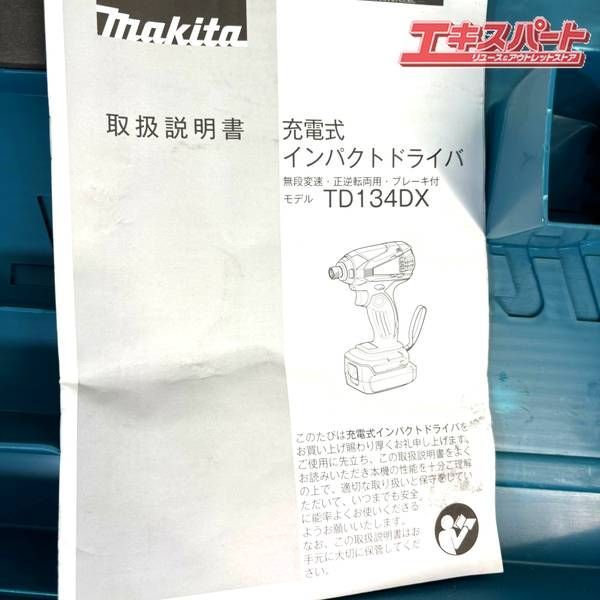 makita
エキスパート
リユース&アウトレットストア
取扱説明書
充電式
インパクトドライバ
無段変速・正逆転両用・ブレーキ付
モデル TD134DX
このたびは充電式インパクトドライバを
お買い上げ賜わり厚くお礼申し上げます。
ご使用に先立ち、この取扱説明書をよく
お読みいただき本機の性能を十分ご理解
の上で、適切な取り扱いと保守をしてい
ただいて、いつまでも安全
に能率よくお使いくださる
ようお願いいたします。
なお、この取扱説明書はお
手元に大切に保管してくだ
さい。